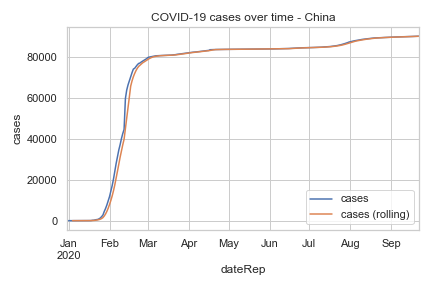 COVID-19 cases over time - China
cases
80000
60000
40000
20000
0
cases
cases (rolling)
Jan Feb Mar Apr May Jun Jul Aug Sep
2020
dateRep